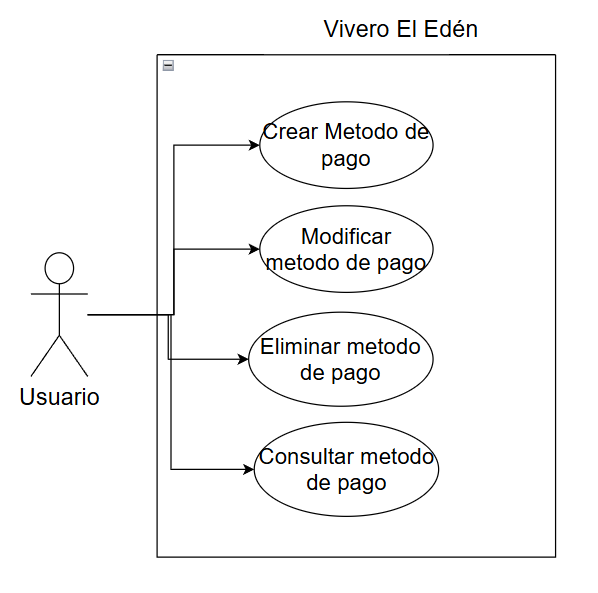 Vivero El Edén
Crear Metodo de
pago
Modificar
metodo de pago
Eliminar metodo
de pago
Usuario
Consultar metodo
de pago